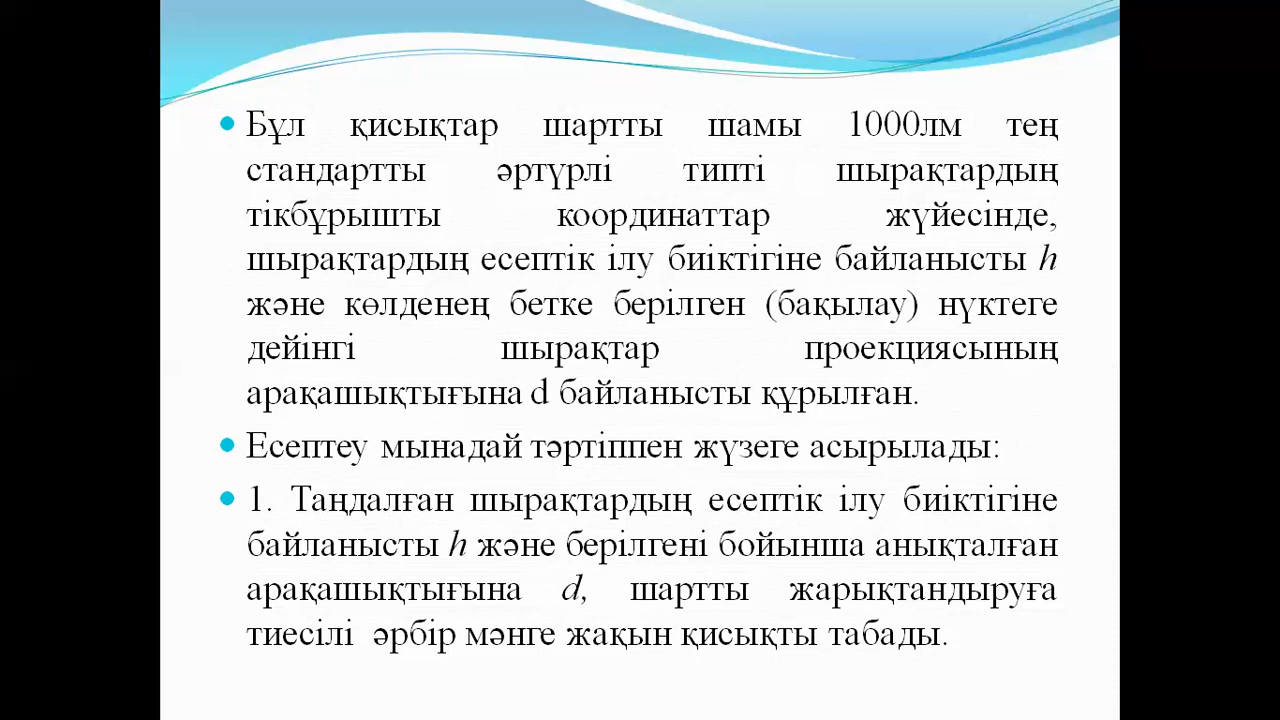 Бұл қисықтар шартты шамы 1000лм тең
стандартты әртүрлі типті шырақтардың
тікбұрышты координаттар жүйесінде,
шырақтардың есептік ілу биіктігіне байланысты h
және көлденең бетке берілген (бақылау) нүктеге
дейінгі шырақтар проекциясының
арақашықтығына d байланысты құрылған.
Есептеу мынадай тәртіппен жүзеге асырылады:
1. Таңдалған шырақтардың есептік ілу биіктігіне
байланысты h және берілгені бойынша анықталған
арақашықтығына d, шартты жарықтандыруға
тиесілі әрбір мәнге жақын қисықты табады.